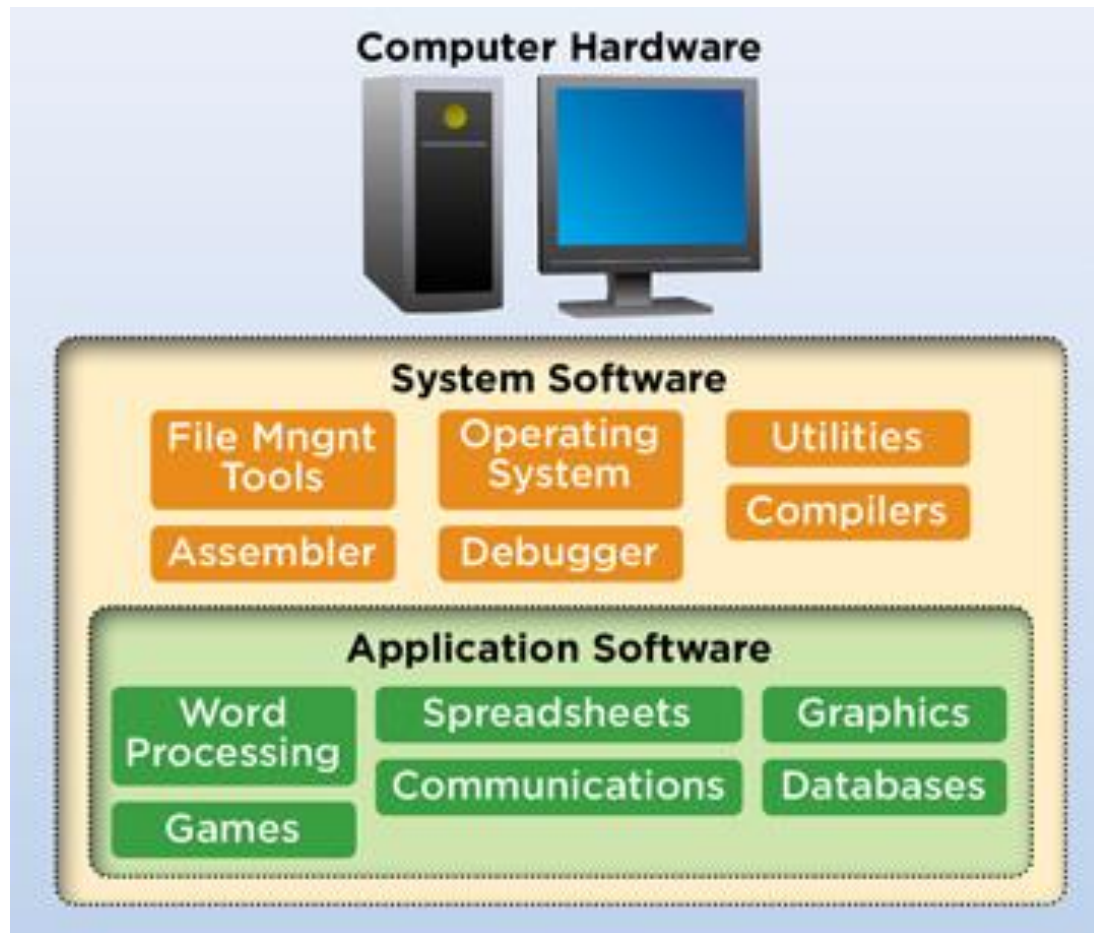 Computer Hardware
System Software
File Mngnt
Tools
Operating
System
Utilities
Compilers
Assembler
Debugger
Application Software
Word
Processing
Spreadsheets
Graphics
Communications
Databases
Games